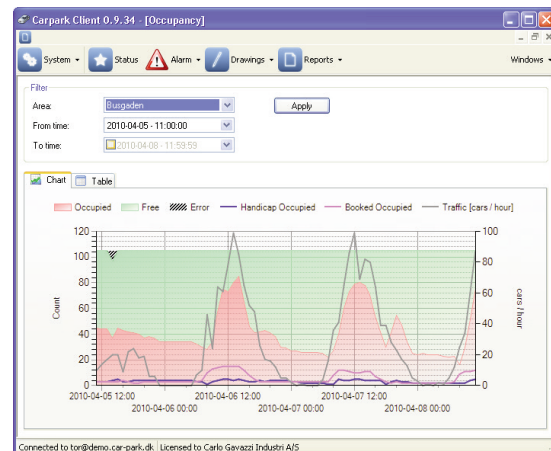 Carpark Client 0.9.34 - [Occupancy]
System Status Alarm Drawings Reports Windows
Filter
Area: Busgaden Apply
From time: 2010-04-05 - 11:00:00
To time: 2010-04-08 - 11:59:59
Chart Table
Occupied Free Error Handicap Occupied Booked Occupied Traffic [cars / hour]
120 100
100 80
80
60
60
40
40
20
20
0 0
Count
cars / hour
2010-04-05 12:00 2010-04-06 12:00 2010-04-07 12:00
2010-04-06 00:00 2010-04-07 00:00 2010-04-08 00:00
Connected to tor@demo.car-park.dk Licensed to Carlo Gavazzi Industri A/S